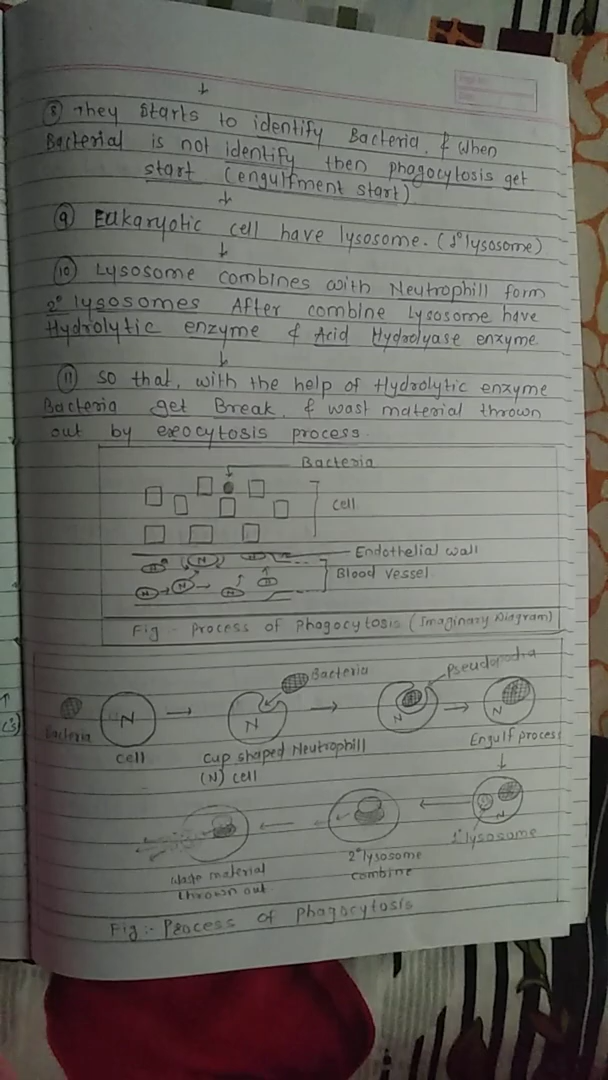 ⑧ They starts to identify Bacteria, & when
Bacterial is not identify then phagocytosis get
start (engulfment start)
⑨ Eukaryotic cell have lysosome. (1° lysosome)
⑩ Lysosome combines with Neutrophill form
2° lysosomes After combine Lysosome have
Hydrolytic enzyme & Acid Hydrolyase enzyme
⑪ so that, with the help of Hydrolytic enzyme
Bacteria get Break, & wast material thrown
out by exocytosis process.
Bacteria
Cell
Endothelial wall
Blood vessel
N
N
N
N
Fig :- Process of Phagocytosis (Imaginary Diagram)
Bacteria
Pseudopodia
N
N
N
N
Bacteria
cell
Cup shaped Neutrophill
(N) cell
Engulf process
N
1° lysosome
2° lysosome
combine
Waste material
thrown out
Fig :- Process of phagocytosis